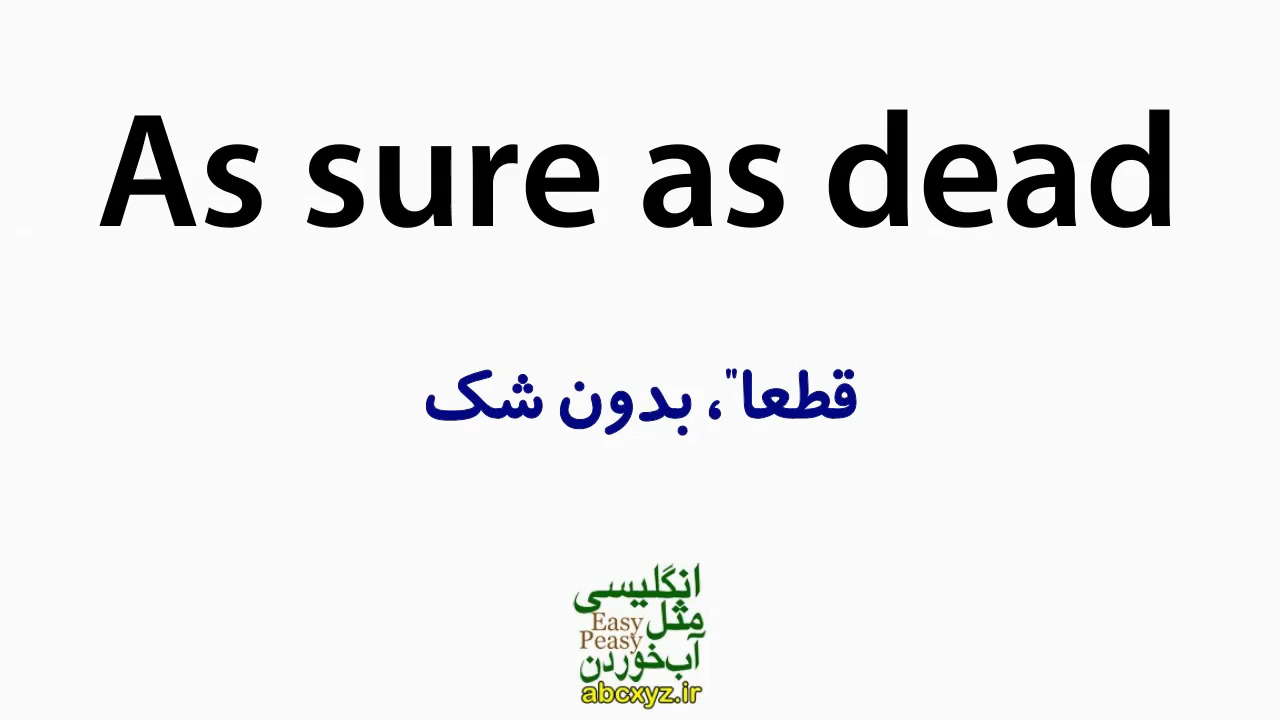 As sure as dead
قطعا"، بدون شک
انگلیسی
مثل
Easy
Peasy
آب‌خوردن
abcxyz.ir